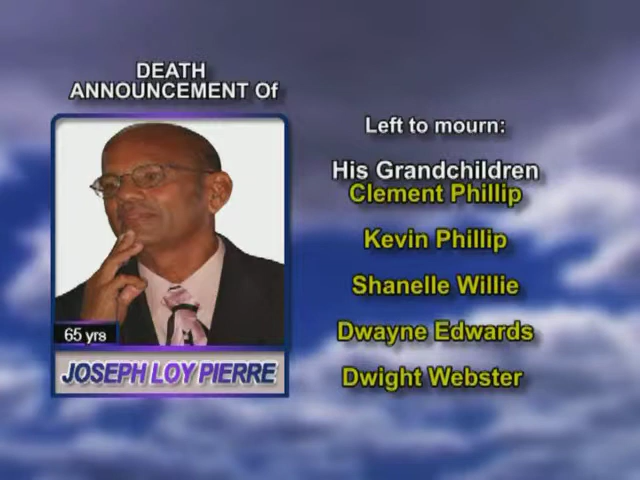 DEATH
ANNOUNCEMENT Of
65 yrs
JOSEPH LOY PIERRE
Left to mourn:
His Grandchildren
Clement Phillip
Kevin Phillip
Shanelle Willie
Dwayne Edwards
Dwight Webster